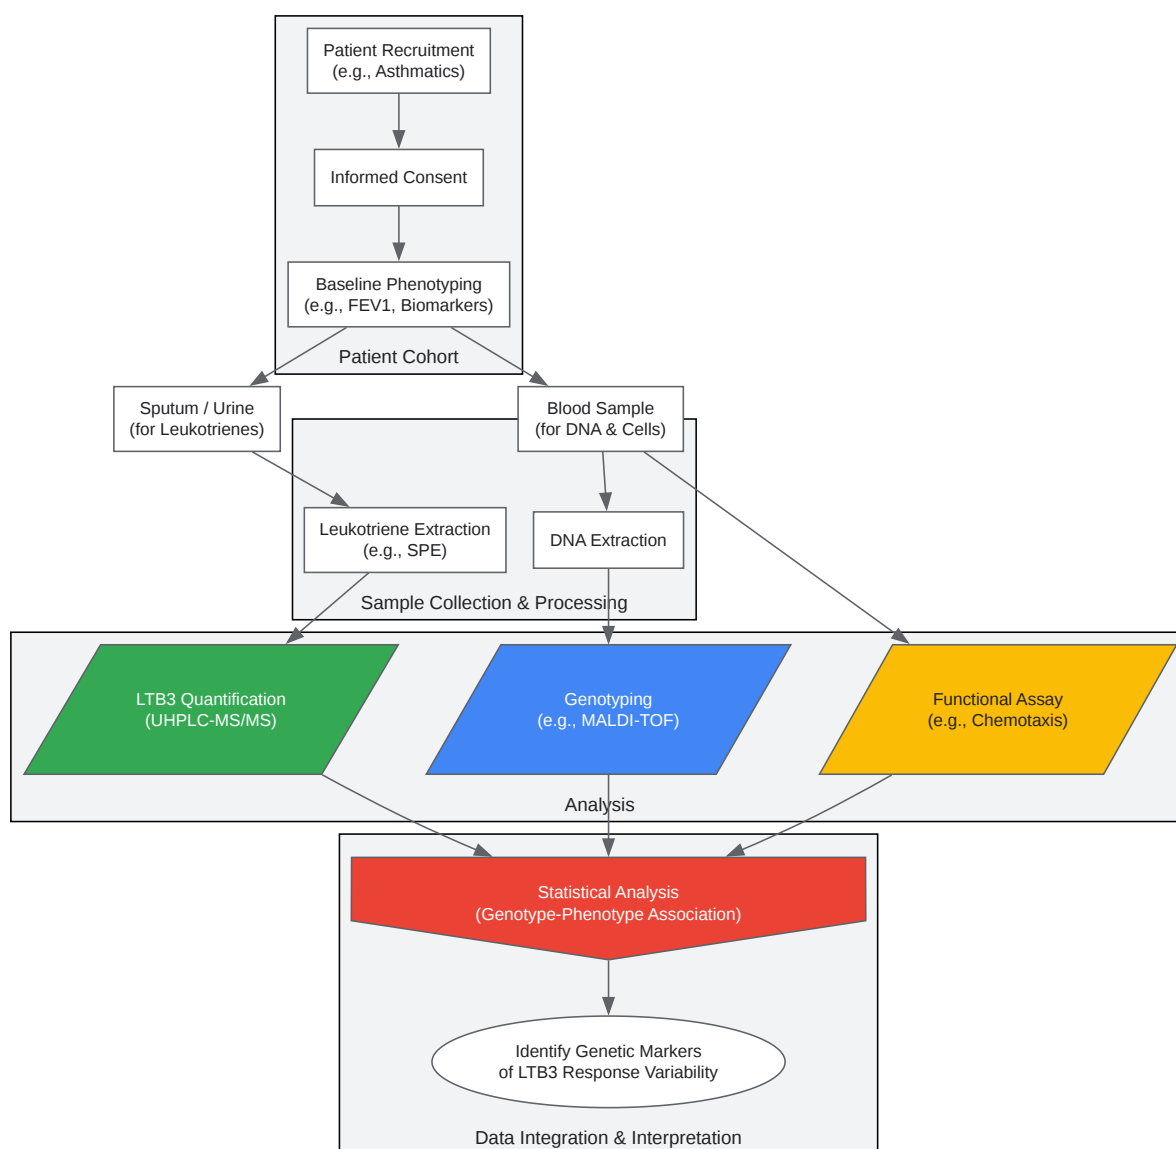 Patient Recruitment
(e.g., Asthmatics)
Informed Consent
Baseline Phenotyping
(e.g., FEV1, Biomarkers)
Patient Cohort
Sputum / Urine
(for Leukotrienes)
Blood Sample
(for DNA & Cells)
Leukotriene Extraction
(e.g., SPE)
DNA Extraction
Sample Collection & Processing
LTB3 Quantification
(UHPLC-MS/MS)
Genotyping
(e.g., MALDI-TOF)
Functional Assay
(e.g., Chemotaxis)
Analysis
Statistical Analysis
(Genotype-Phenotype Association)
Identify Genetic Markers
of LTB3 Response Variability
Data Integration & Interpretation